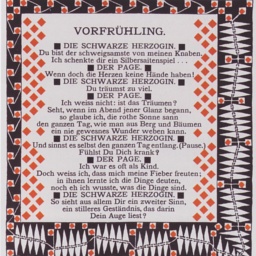 VORFRÜHLING.
DIE SCHWARZE HERZOGIN.
Du bist der schweigsamste von meinen Knaben.
Ich schenkte dir ein Silbersaitenspiel . . .
DER PAGE.
Wenn doch die Herzen keine Hände haben!
DIE SCHWARZE HERZOGIN.
Du träumst zu viel.
DER PAGE.
Ich weiss nicht: ist das Träumen?
Seht, wenn im Abend jener Glanz begann,
so glaube ich, die rothe Sonne sann
den ganzen Tag, wie man aus Berg und Bäumen
ein nie gewesnes Wunder weben kann.
DIE SCHWARZE HERZOGIN.
Und sinnst es selbst den ganzen Tag entlang. (Pause.)
Fühlst Du Dich krank?
DER PAGE.
Ich war es oft als Kind.
Doch weiss ich, dass mich meine Fieber freuten;
in ihnen lernte ich die Dinge deuten,
noch eh ich wusste, was die Dinge sind.
DIE SCHWARZE HERZOGIN.
So sieht aus allem Dir ein zweiter Sinn,
ein stilleres Geständnis, das darin
Dein Auge liest?